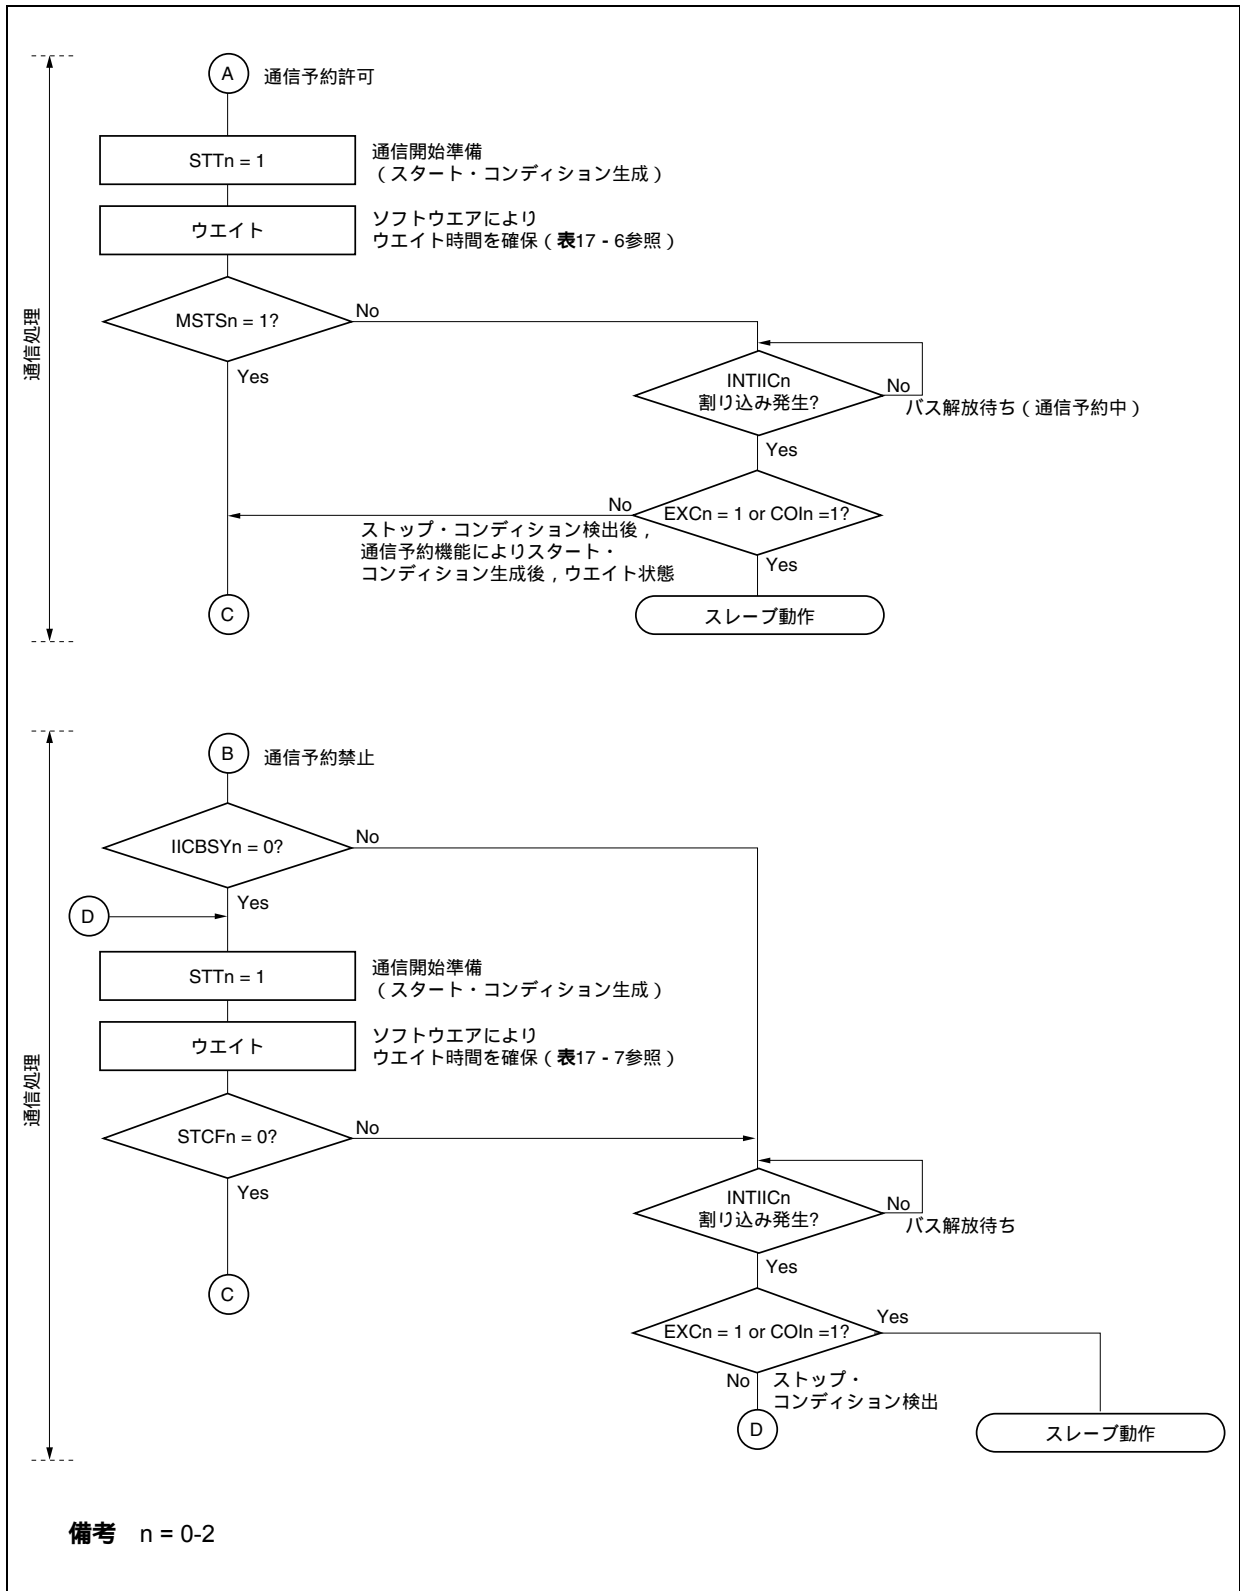 A 通信予約許可
STTn = 1
通信開始準備
（スタート・コンディション生成）
ウエイト
ソフトウエアにより
ウエイト時間を確保（表17 - 6参照）
通信処理
MSTSn = 1?
No
Yes
INTIICn
割り込み発生?
No
バス解放待ち（通信予約中）
Yes
EXCn = 1 or COIn =1?
No
ストップ・コンディション検出後，
通信予約機能によりスタート・
コンディション生成後，ウエイト状態
Yes
C
スレーブ動作
B 通信予約禁止
IICBSYn = 0?
No
Yes
D
STTn = 1
通信開始準備
（スタート・コンディション生成）
ウエイト
ソフトウエアにより
ウエイト時間を確保（表17 - 7参照）
通信処理
STCFn = 0?
No
Yes
INTIICn
割り込み発生?
No
バス解放待ち
Yes
C
EXCn = 1 or COIn =1?
Yes
No
ストップ・
コンディション検出
D
スレーブ動作
備考 n = 0-2